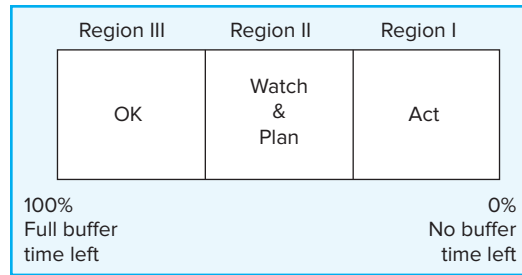 Region III Region II Region I
OK
Watch
&
Plan
Act
100%
Full buffer
time left
0%
No buffer
time left